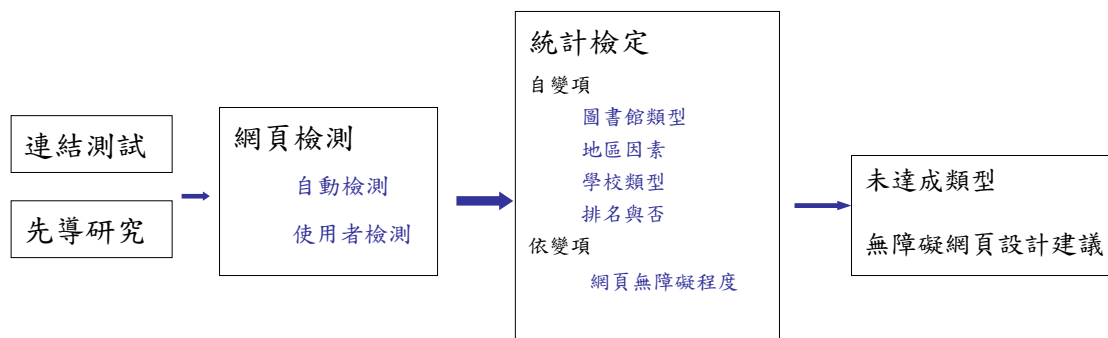 連結測試
先導研究
網頁檢測
自動檢測
使用者檢測
統計檢定
自變項
圖書館類型
地區因素
學校類型
排名與否
依變項
網頁無障礙程度
未達成類型
無障礙網頁設計建議